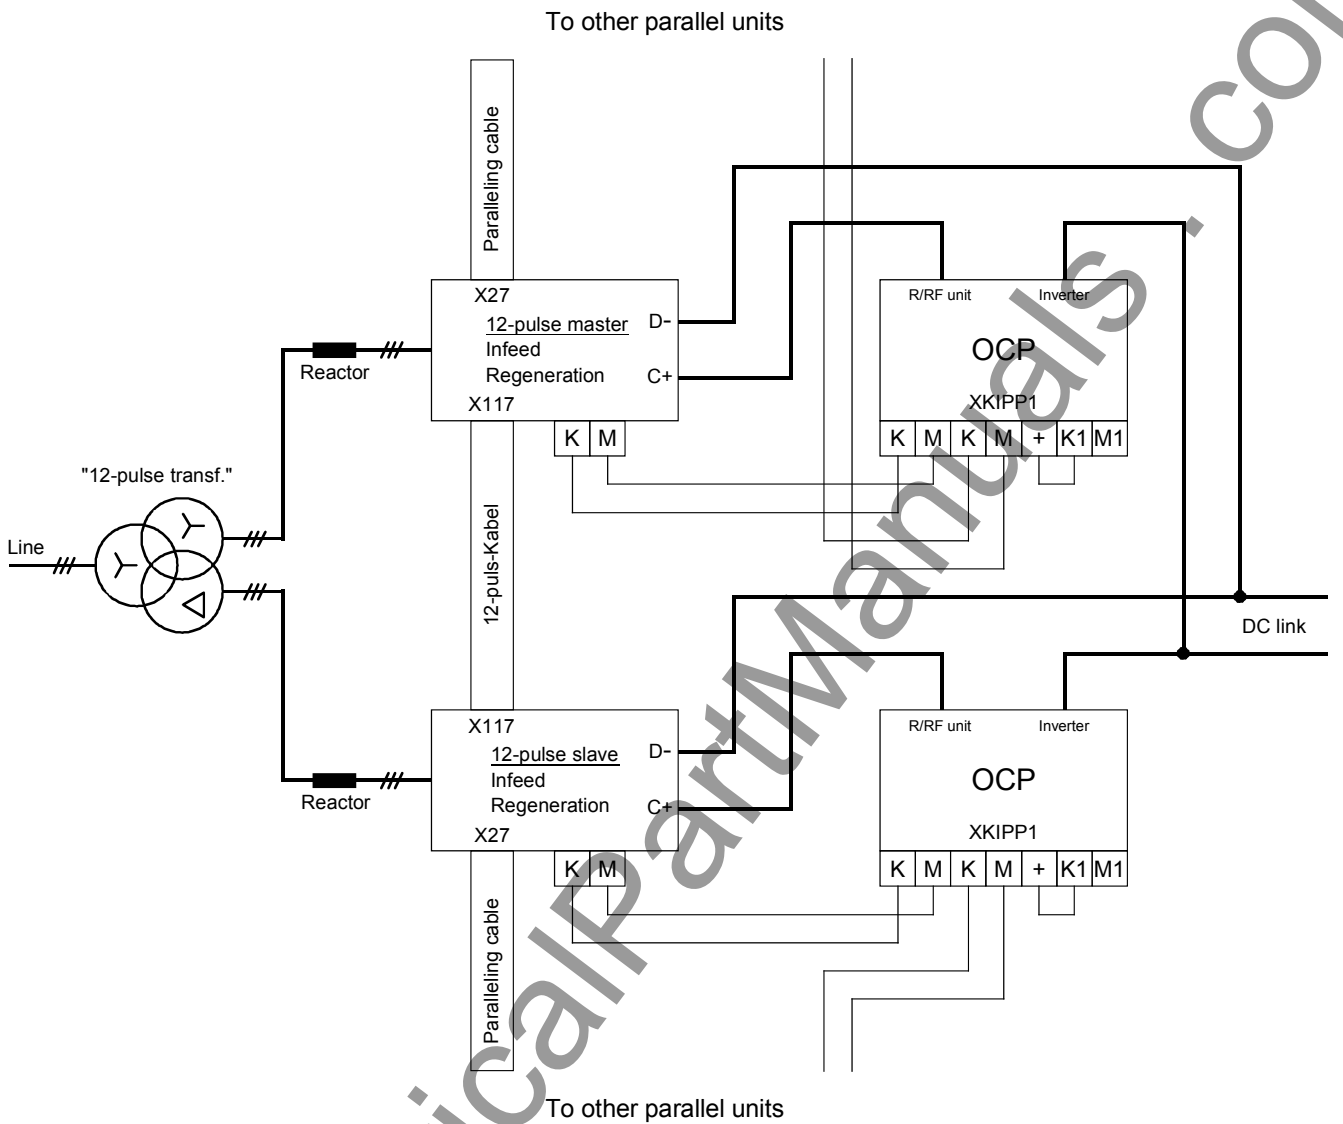 To other parallel units
Paralleling cable
X27
12-pulse master
Infeed
Regeneration
X117
D-
C+
K M
Reactor
R/RF unit Inverter
OCP
XKIPP1
K M K M + K1 M1
"12-pulse transf."
Line
12-puls-Kabel
DC link
X117
12-pulse slave
Infeed
Regeneration
X27
D-
C+
K M
Reactor
R/RF unit Inverter
OCP
XKIPP1
K M K M + K1 M1
Paralleling cable
To other parallel units
icalPartManuals . co